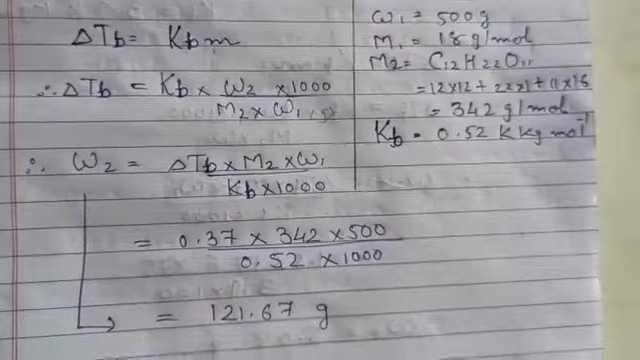 ΔTb = Kbm
∴ ΔTb = Kb × W2 × 1000
M2 × W1
∴ W2 = ΔTb × M2 × W1
Kb × 1000
= 0.37 × 342 × 500
0.52 × 1000
= 121.67 g
W1 = 500 g
M1 = 18 g/mol
M2 = C12H22O11
= 12×12 + 22×1 + 11×16
= 342 g/mol
Kb = 0.52 K Kg mol⁻¹